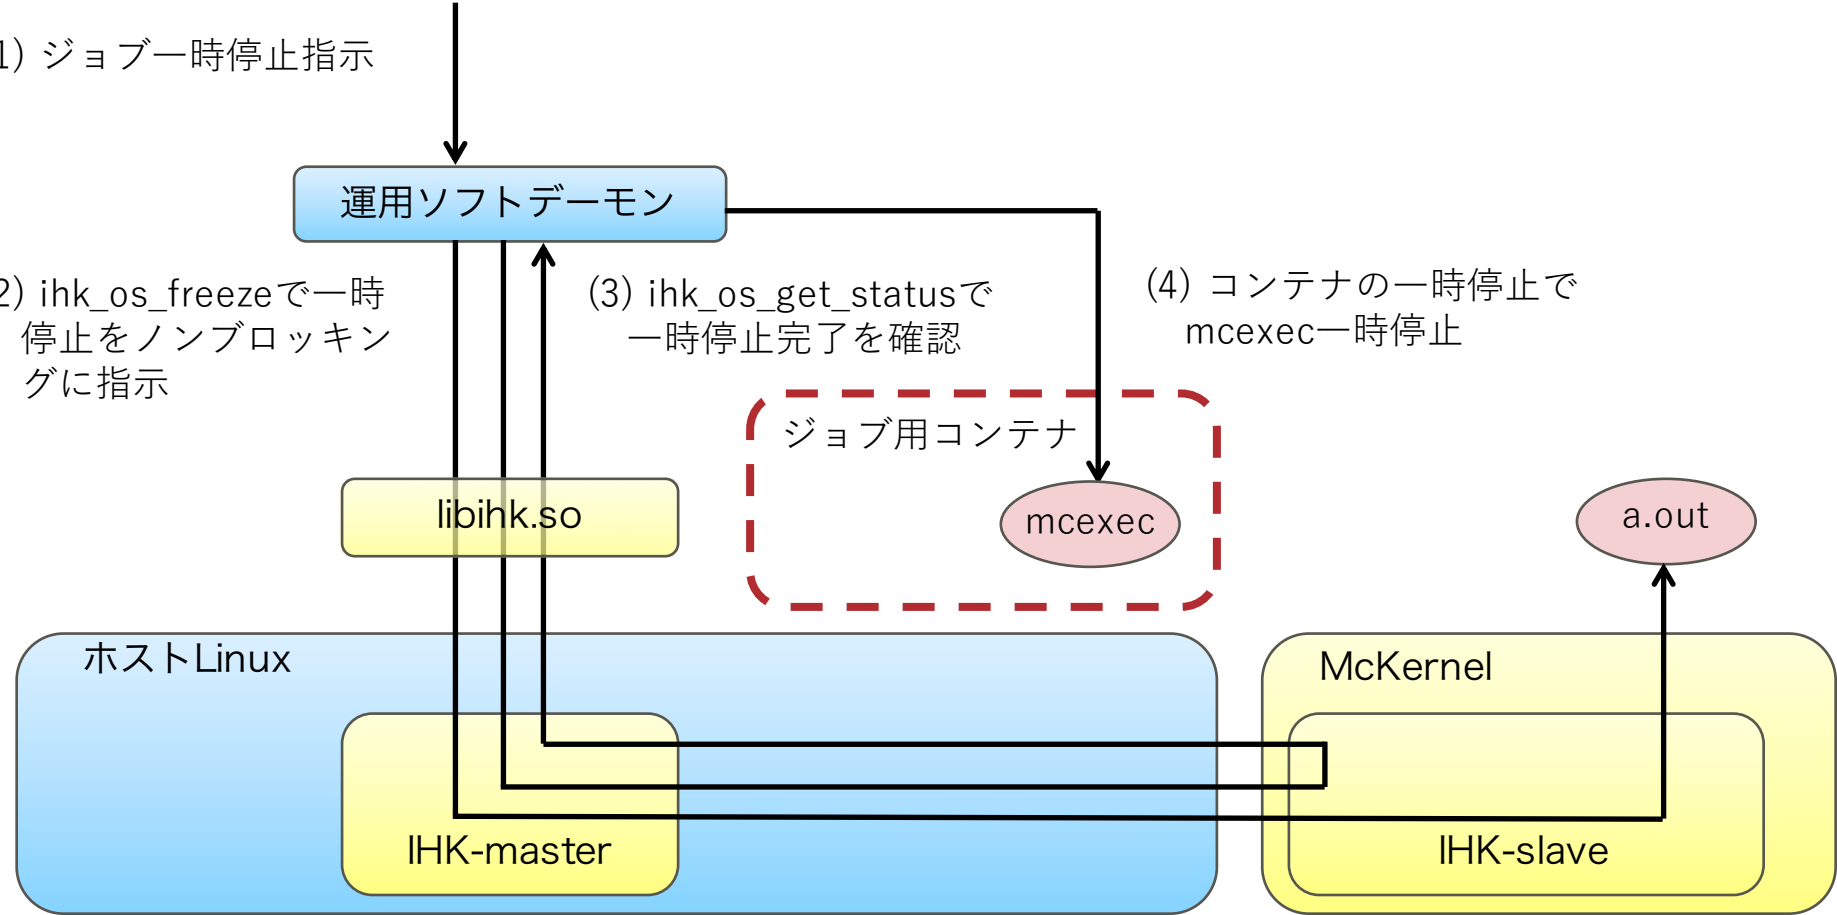 1) ジョブ一時停止指示
運用ソフトデーモン
2) ihk_os_freezeで一時
停止をノンブロッキン
グに指示
(3) ihk_os_get_statusで
一時停止完了を確認
(4) コンテナの一時停止で
mcexec一時停止
ジョブ用コンテナ
libihk.so
mcexec
a.out
ホストLinux
McKernel
IHK-master
IHK-slave